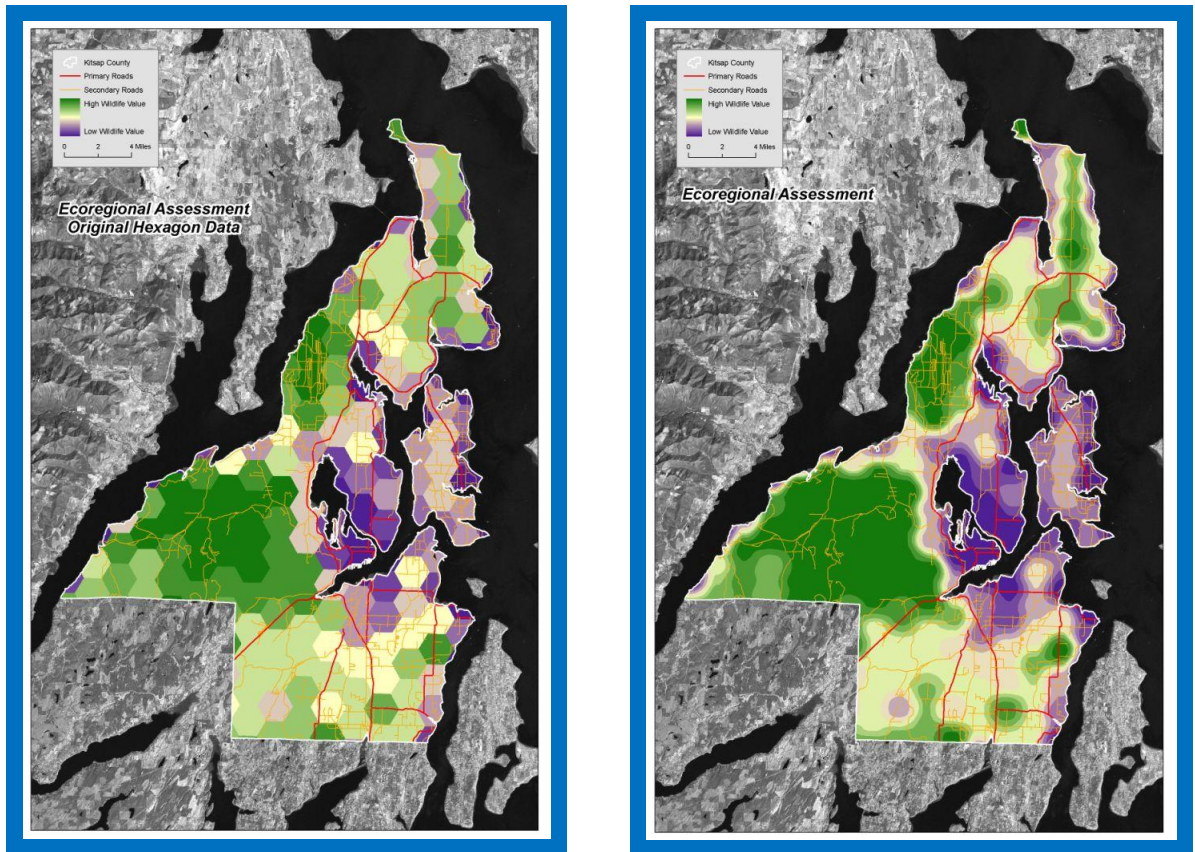 Kitsap County
Primary Roads
Secondary Roads
High Wildlife Value
Low Wildlife Value
0 2 4 Miles
Ecoregional Assessment
Original Hexagon Data
Kitsap County
Primary Roads
Secondary Roads
High Wildlife Value
Low Wildlife Value
0 2 4 Miles
Ecoregional Assessment